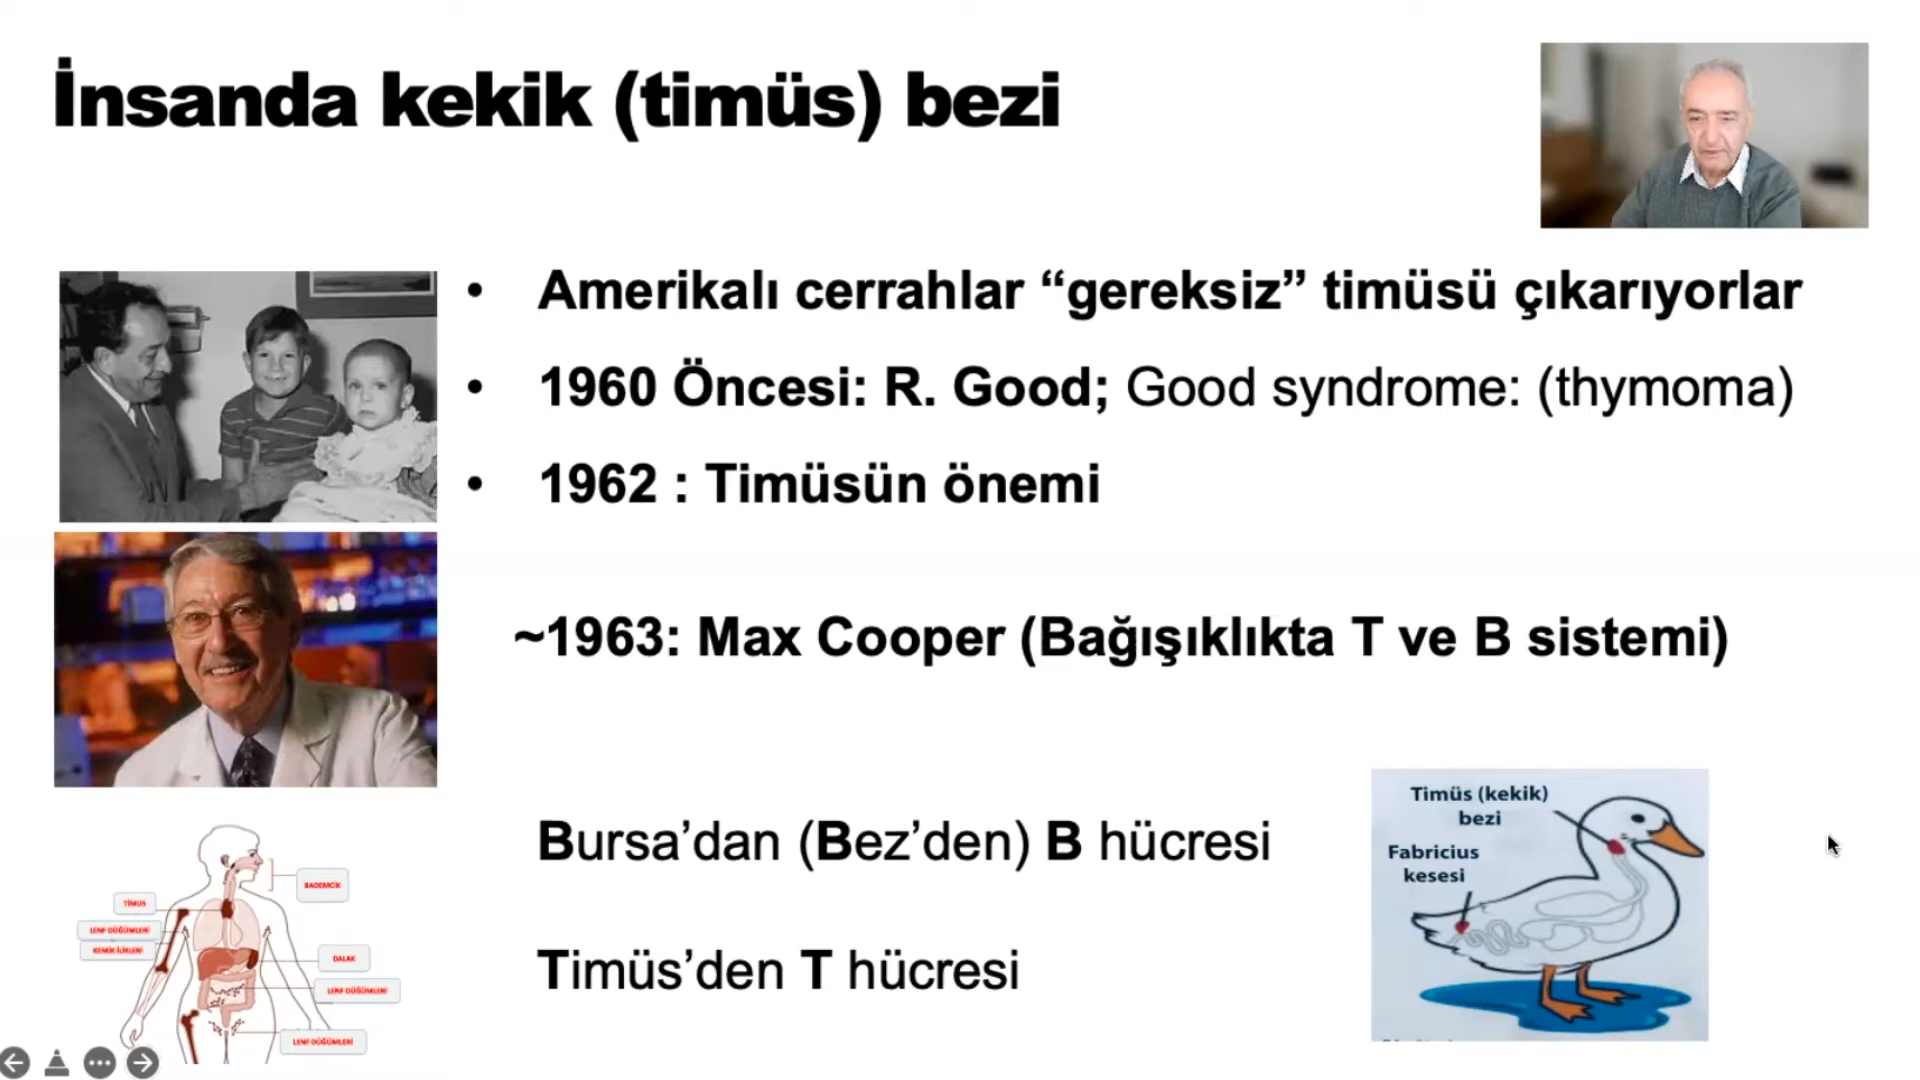 İnsanda kekik (timüs) bezi
• Amerikalı cerrahlar “gereksiz” timüsü çıkarıyorlar
• 1960 Öncesi: R. Good; Good syndrome: (thymoma)
• 1962 : Timüsün önemi
~1963: Max Cooper (Bağışıklıkta T ve B sistemi)
Bursa’dan (Bez’den) B hücresi
Timüs’den T hücresi
BADEMCİK
TİMUS
LENF DÜĞÜMLERİ
KEMİK İLİKLERİ
DALAK
LENF DÜĞÜMLERİ
LENF DÜĞÜMLERİ
Timüs (kekik)
bezi
Fabricius
kesesi